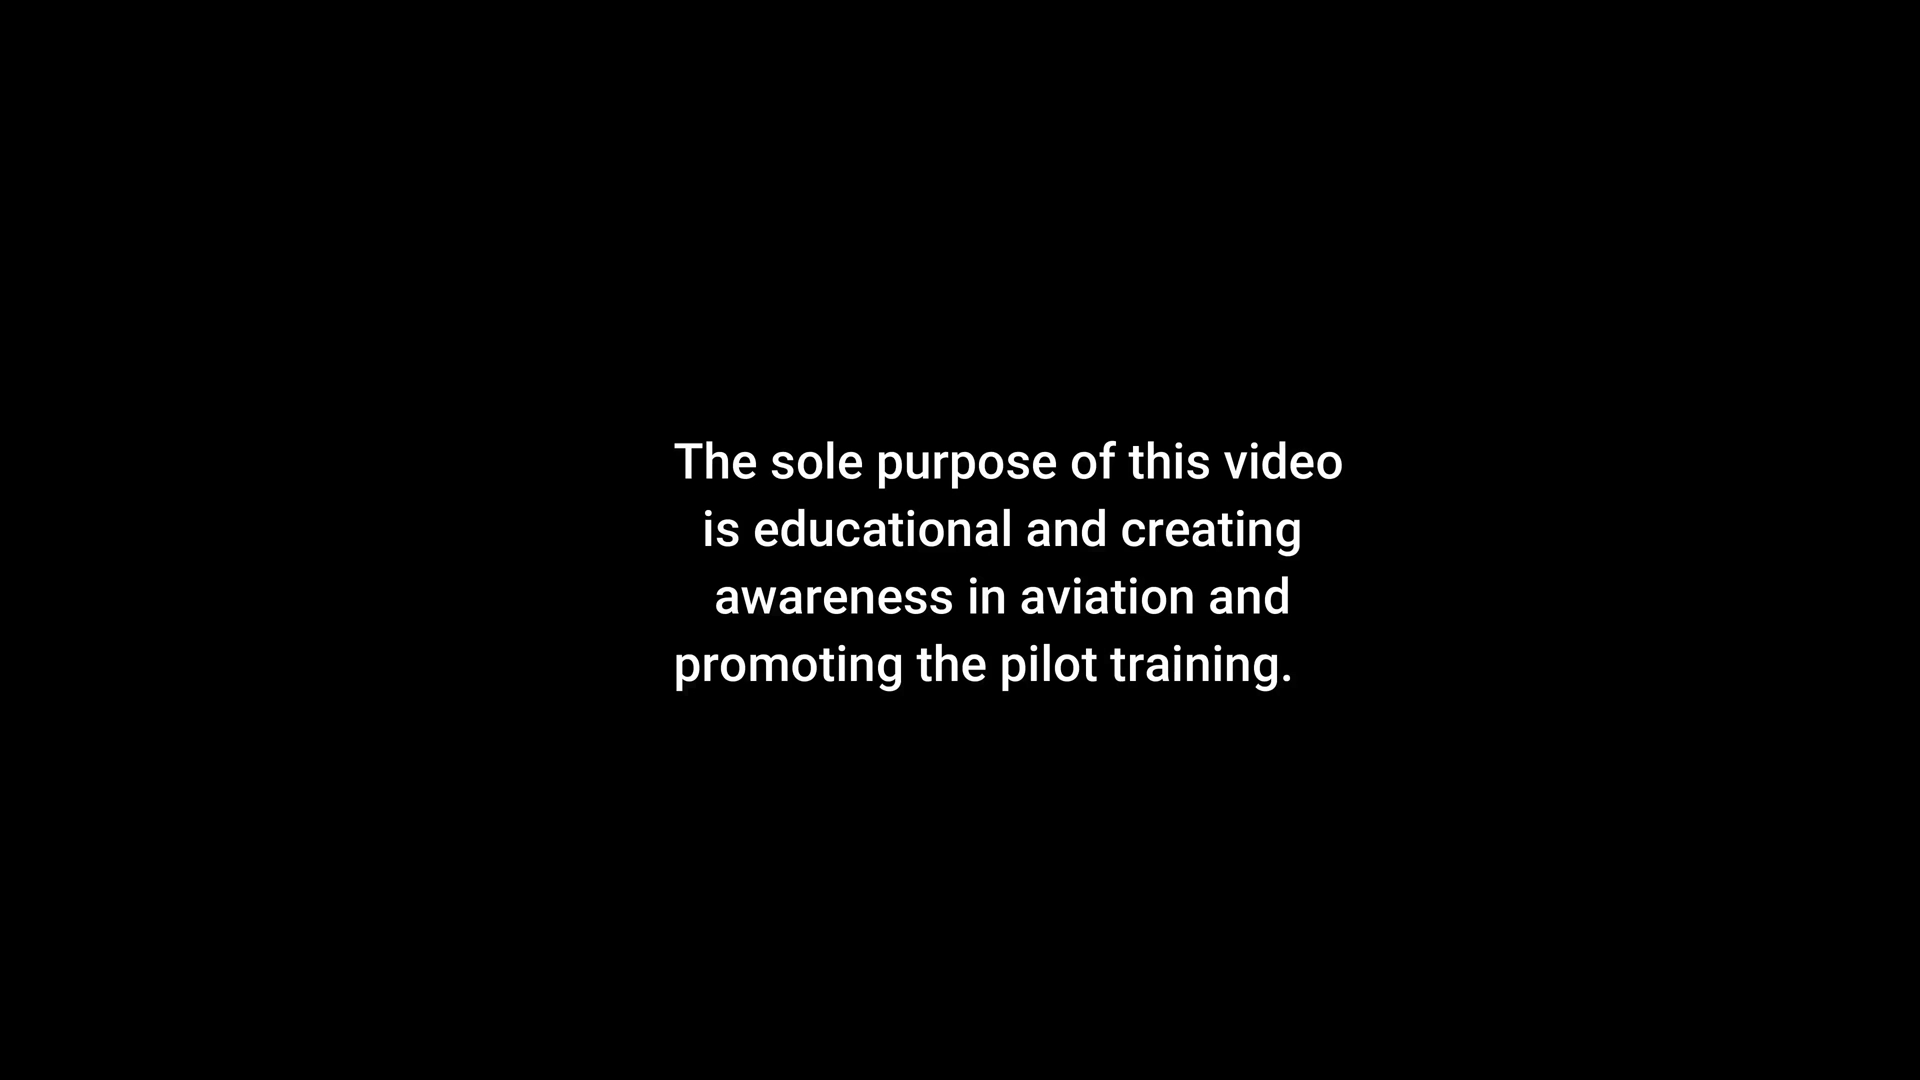 The sole purpose of this video
is educational and creating
awareness in aviation and
promoting the pilot training.